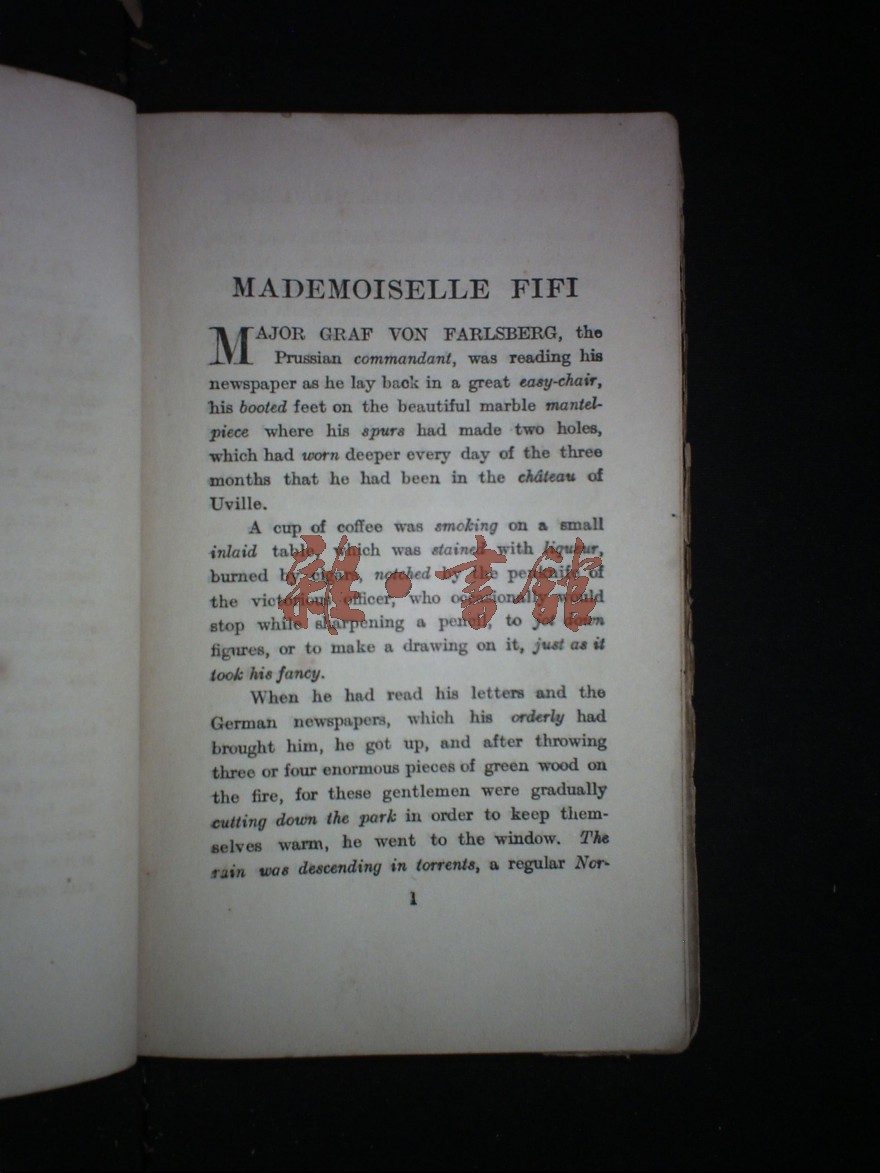 MADEMOISELLE FIFI
MAJOR GRAF VON FARLSBERG, the
Prussian commandant, was reading his
newspaper as he lay back in a great easy-chair,
his booted feet on the beautiful marble mantel-
piece where his spurs had made two holes,
which had worn deeper every day of the three
months that he had been in the château of
Uville.
A cup of coffee was smoking on a small
inlaid table, which was stained with liqueur,
burned by cigars, notched by the penknife of
the victorious officer, who occasionally would
stop while sharpening a pencil, to jot down
figures, or to make a drawing on it, just as it
took his fancy.
When he had read his letters and the
German newspapers, which his orderly had
brought him, he got up, and after throwing
three or four enormous pieces of green wood on
the fire, for these gentlemen were gradually
cutting down the park in order to keep them-
selves warm, he went to the window. The
rain was descending in torrents, a regular Nor-
1